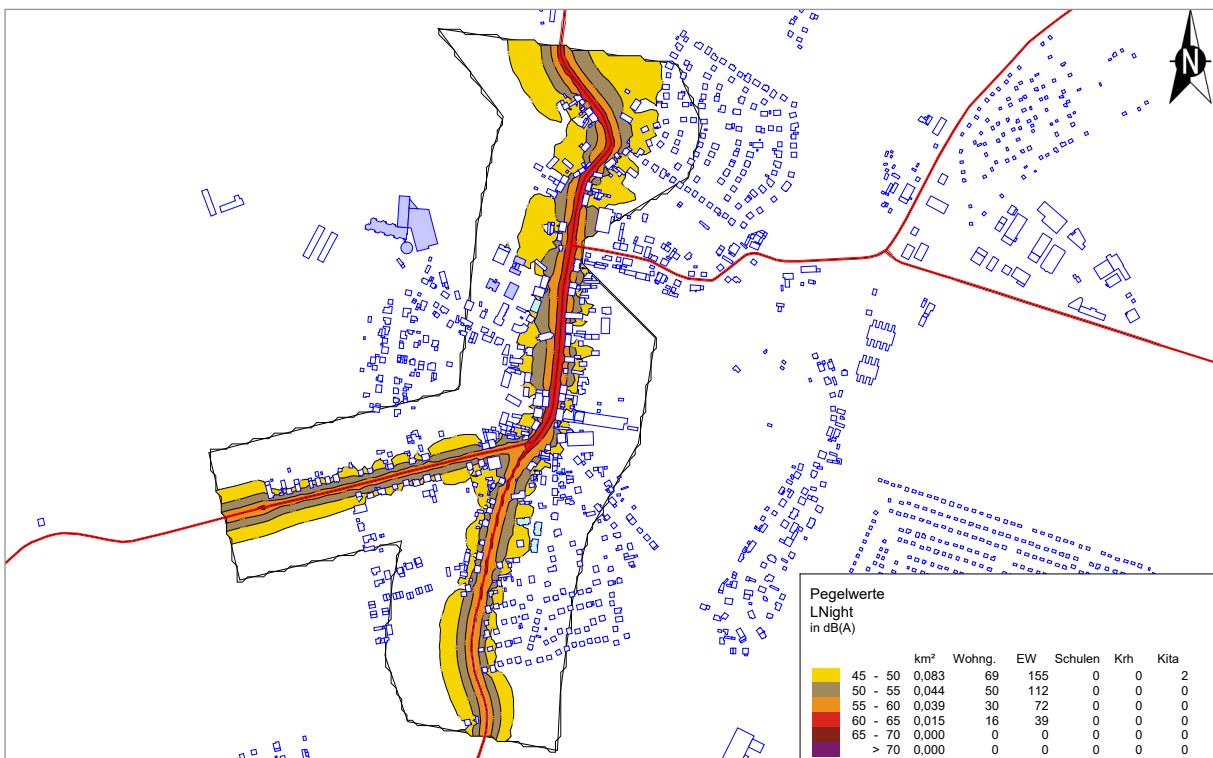 N
Pegelwerte
LNight
in dB(A)
km² Wohng. EW Schulen Krh Kita
45 - 50 0,083 69 155 0 0 2
50 - 55 0,044 50 112 0 0 0
55 - 60 0,039 30 72 0 0 0
60 - 65 0,015 16 39 0 0 0
65 - 70 0,000 0 0 0 0 0
> 70 0,000 0 0 0 0 0